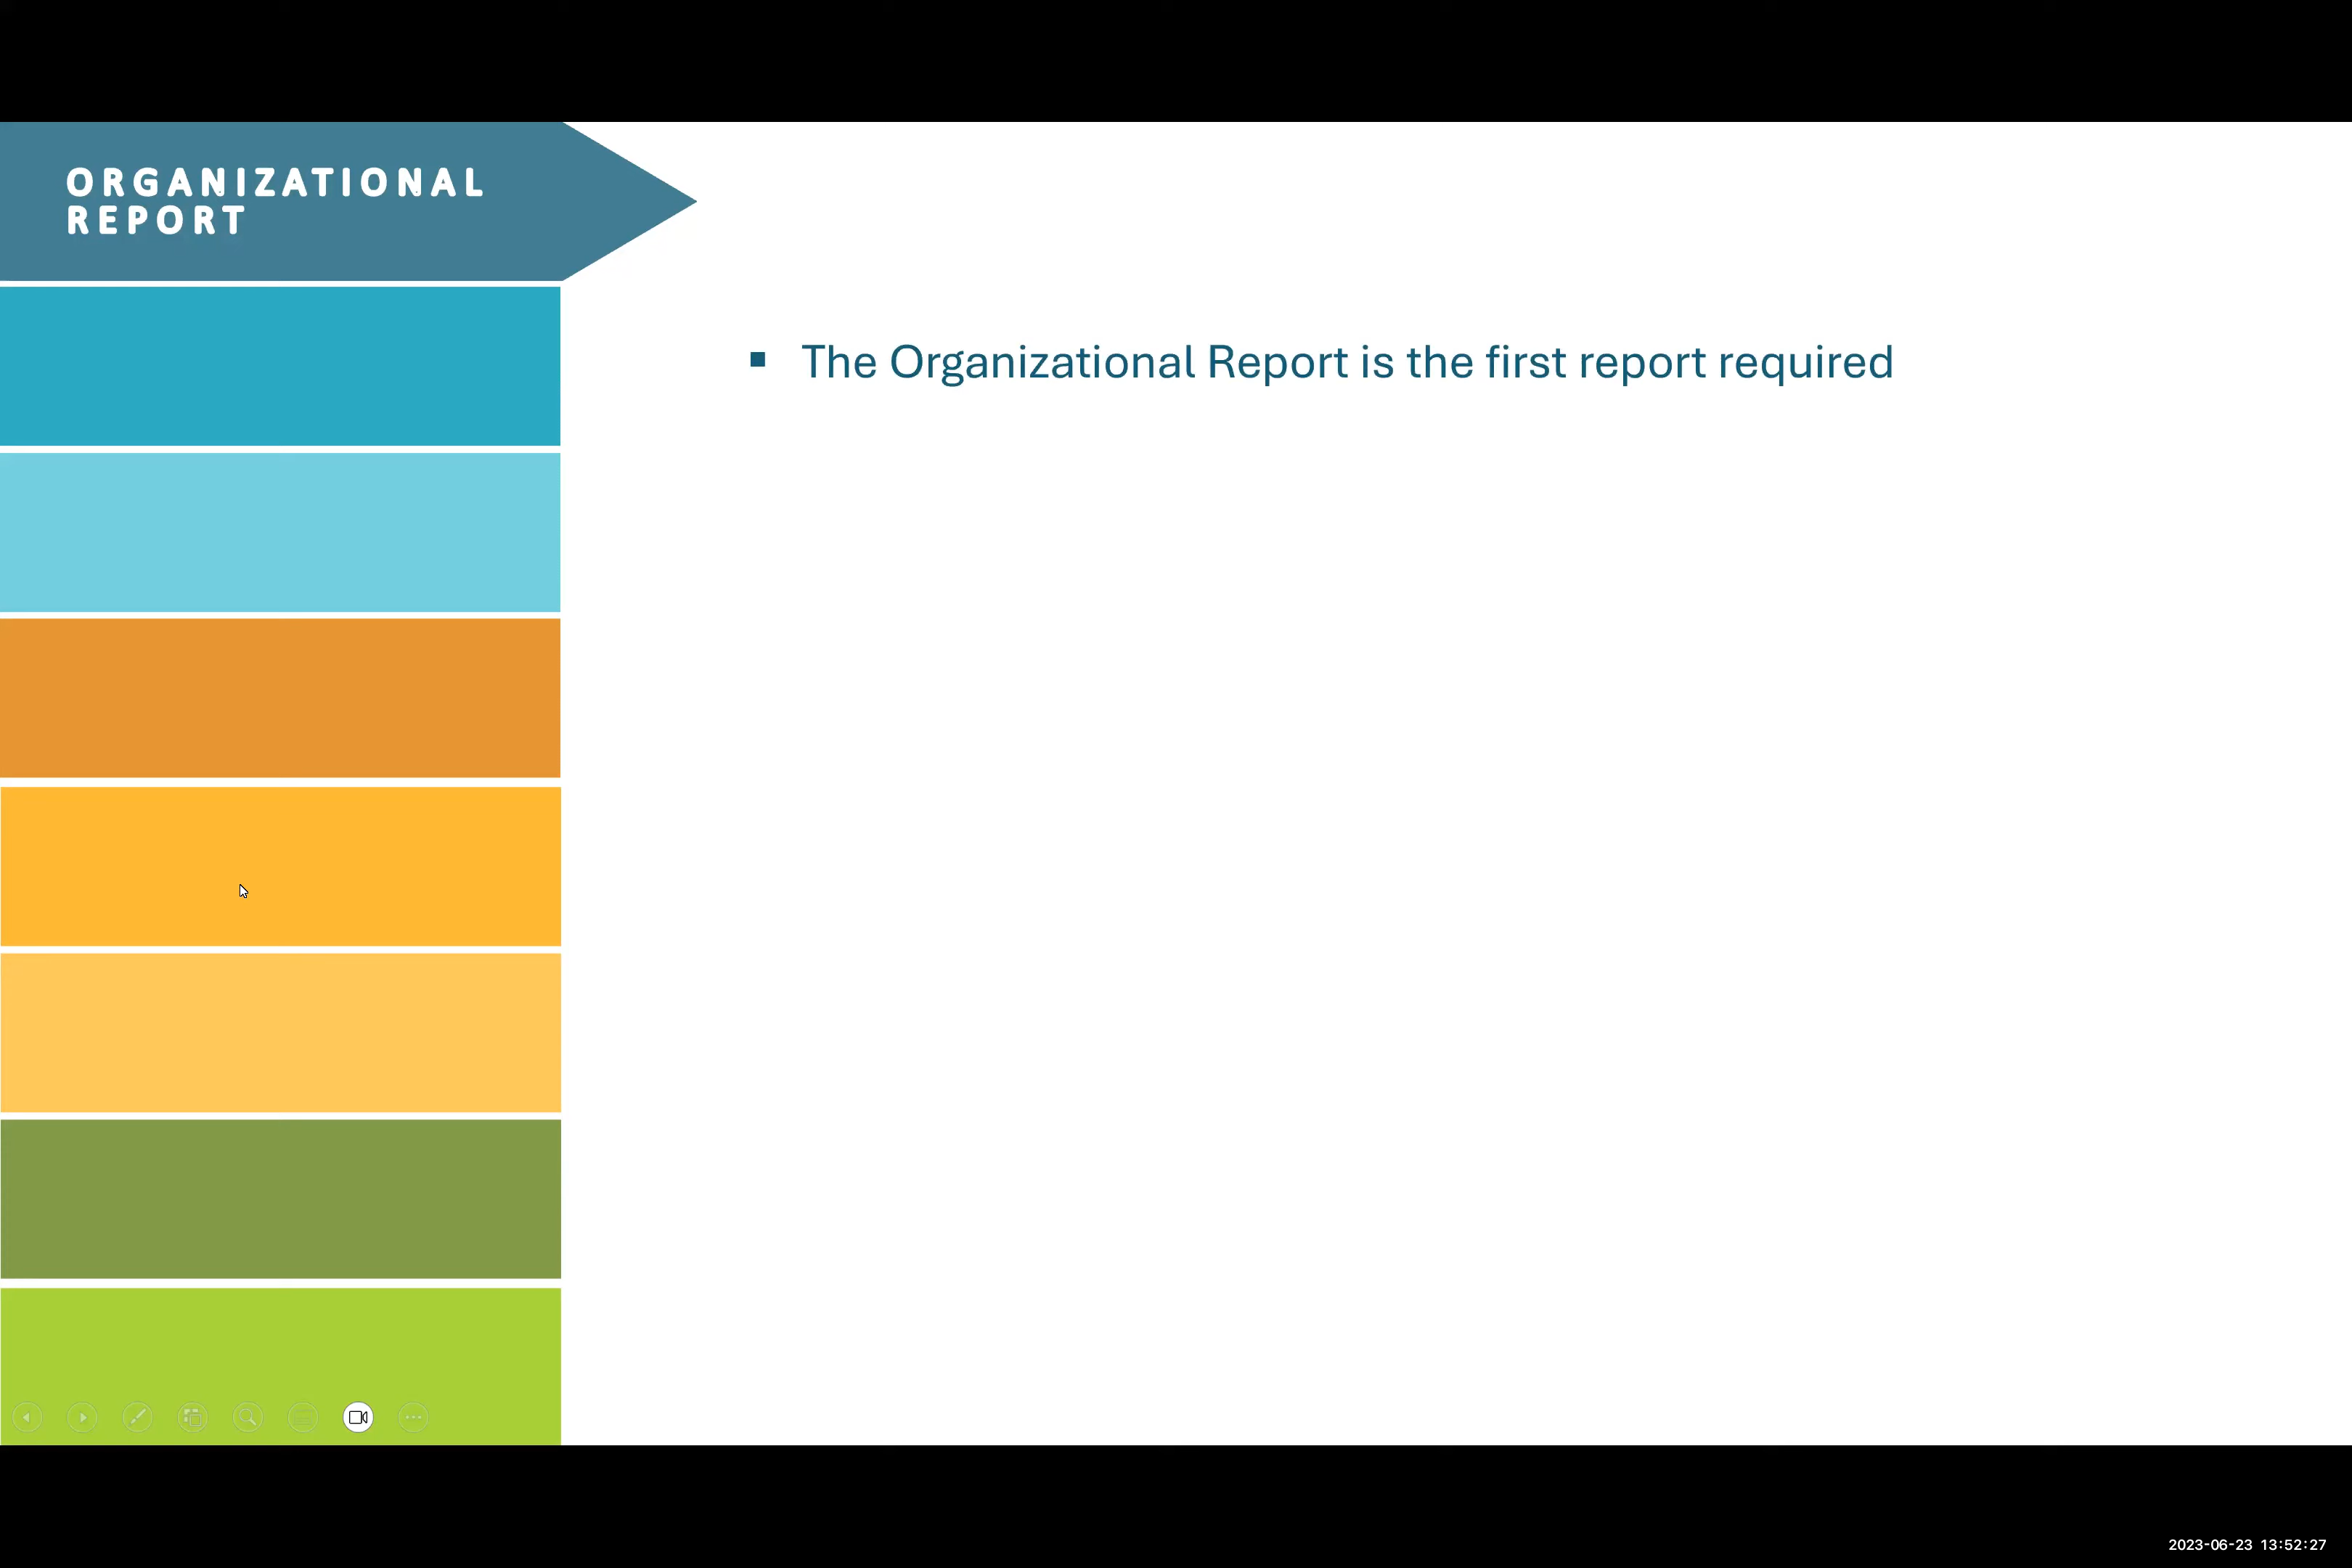 ORGANIZATIONAL
REPORT
▪ The Organizational Report is the first report required
2023-06-23 13:52:27